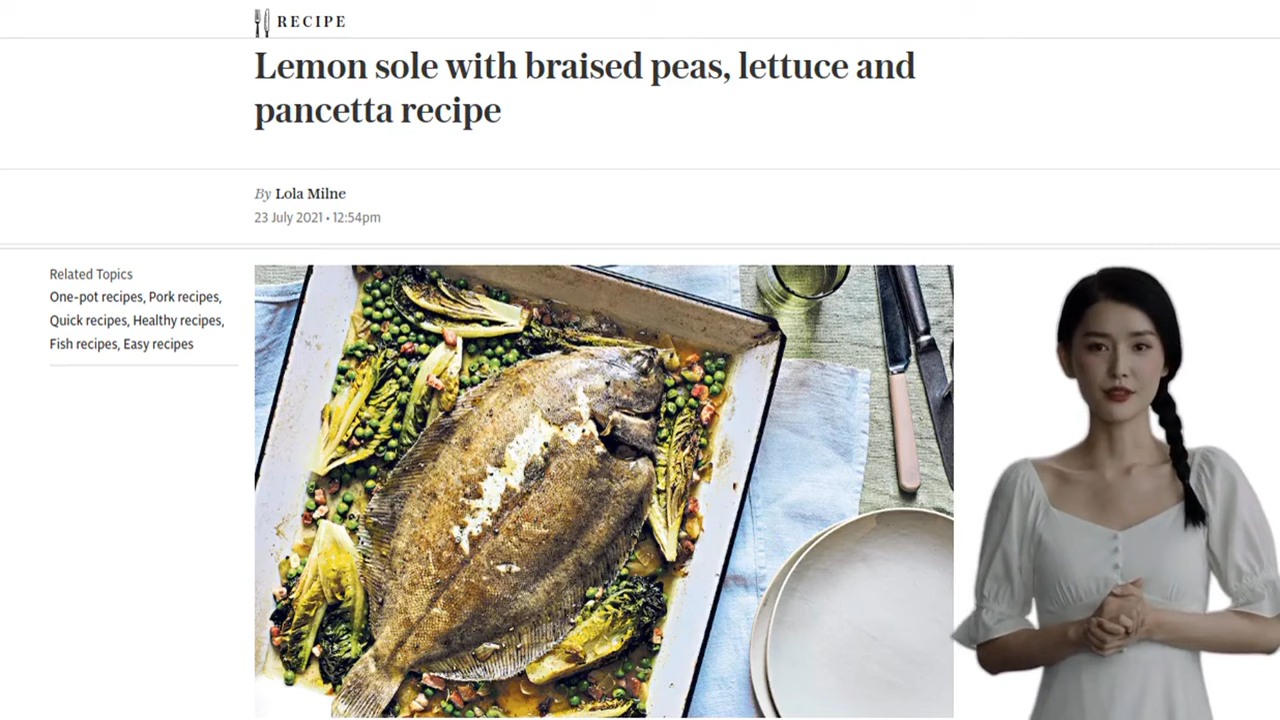 RECIPE
Lemon sole with braised peas, lettuce and
pancetta recipe
By Lola Milne
23 July 2021 • 12:54pm
Related Topics
One-pot recipes, Pork recipes,
Quick recipes, Healthy recipes,
Fish recipes, Easy recipes